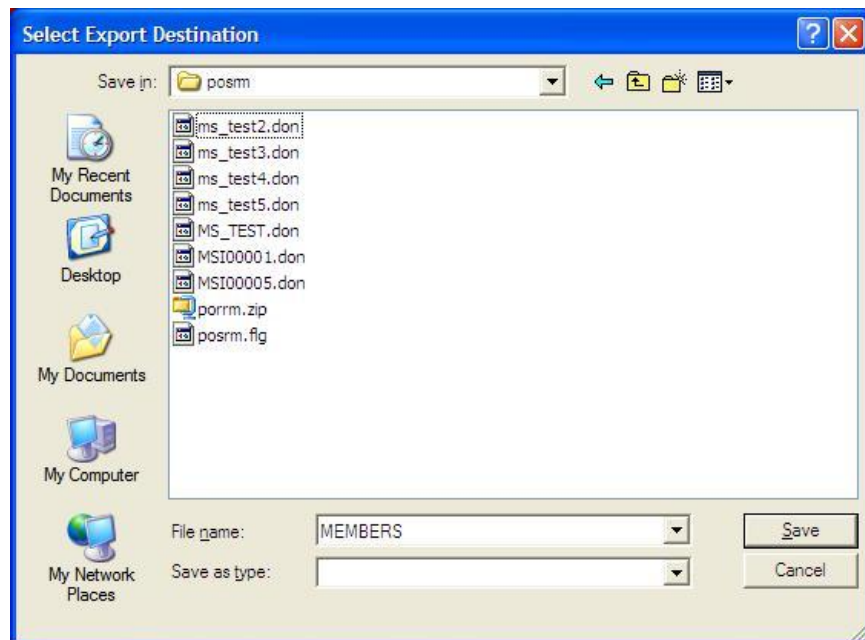 Select Export Destination
Save in: posrm
My Recent
Documents
Desktop
My Documents
My Computer
My Network
Places
ms_test2.don
ms_test3.don
ms_test4.don
ms_test5.don
MS_TEST.don
MSI00001.don
MSI00005.don
porrm.zip
posrm.flg
File name: MEMBERS Save
Save as type: Cancel